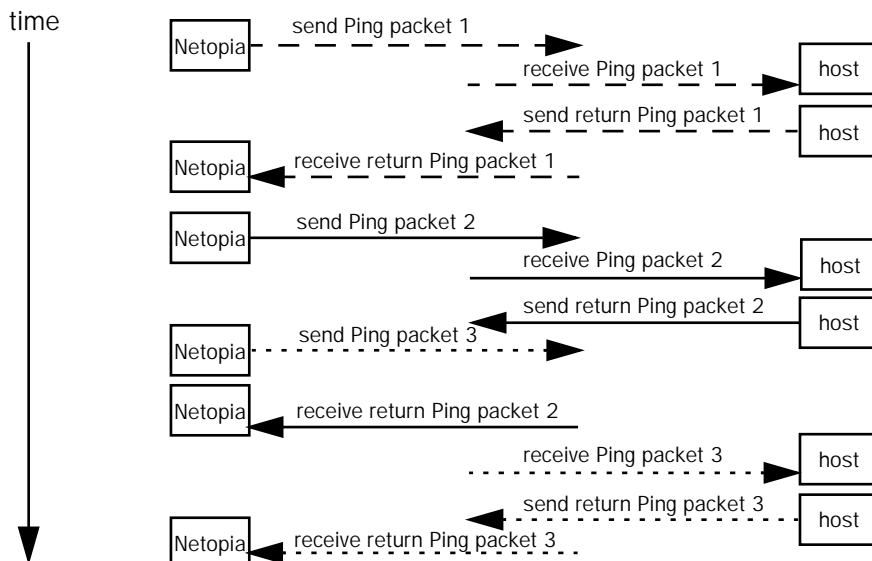 time
Netopia
send Ping packet 1
receive Ping packet 1
host
send return Ping packet 1
host
Netopia
receive return Ping packet 1
Netopia
send Ping packet 2
receive Ping packet 2
host
send return Ping packet 2
host
Netopia
send Ping packet 3
Netopia
receive return Ping packet 2
receive Ping packet 3
host
send return Ping packet 3
host
Netopia
receive return Ping packet 3